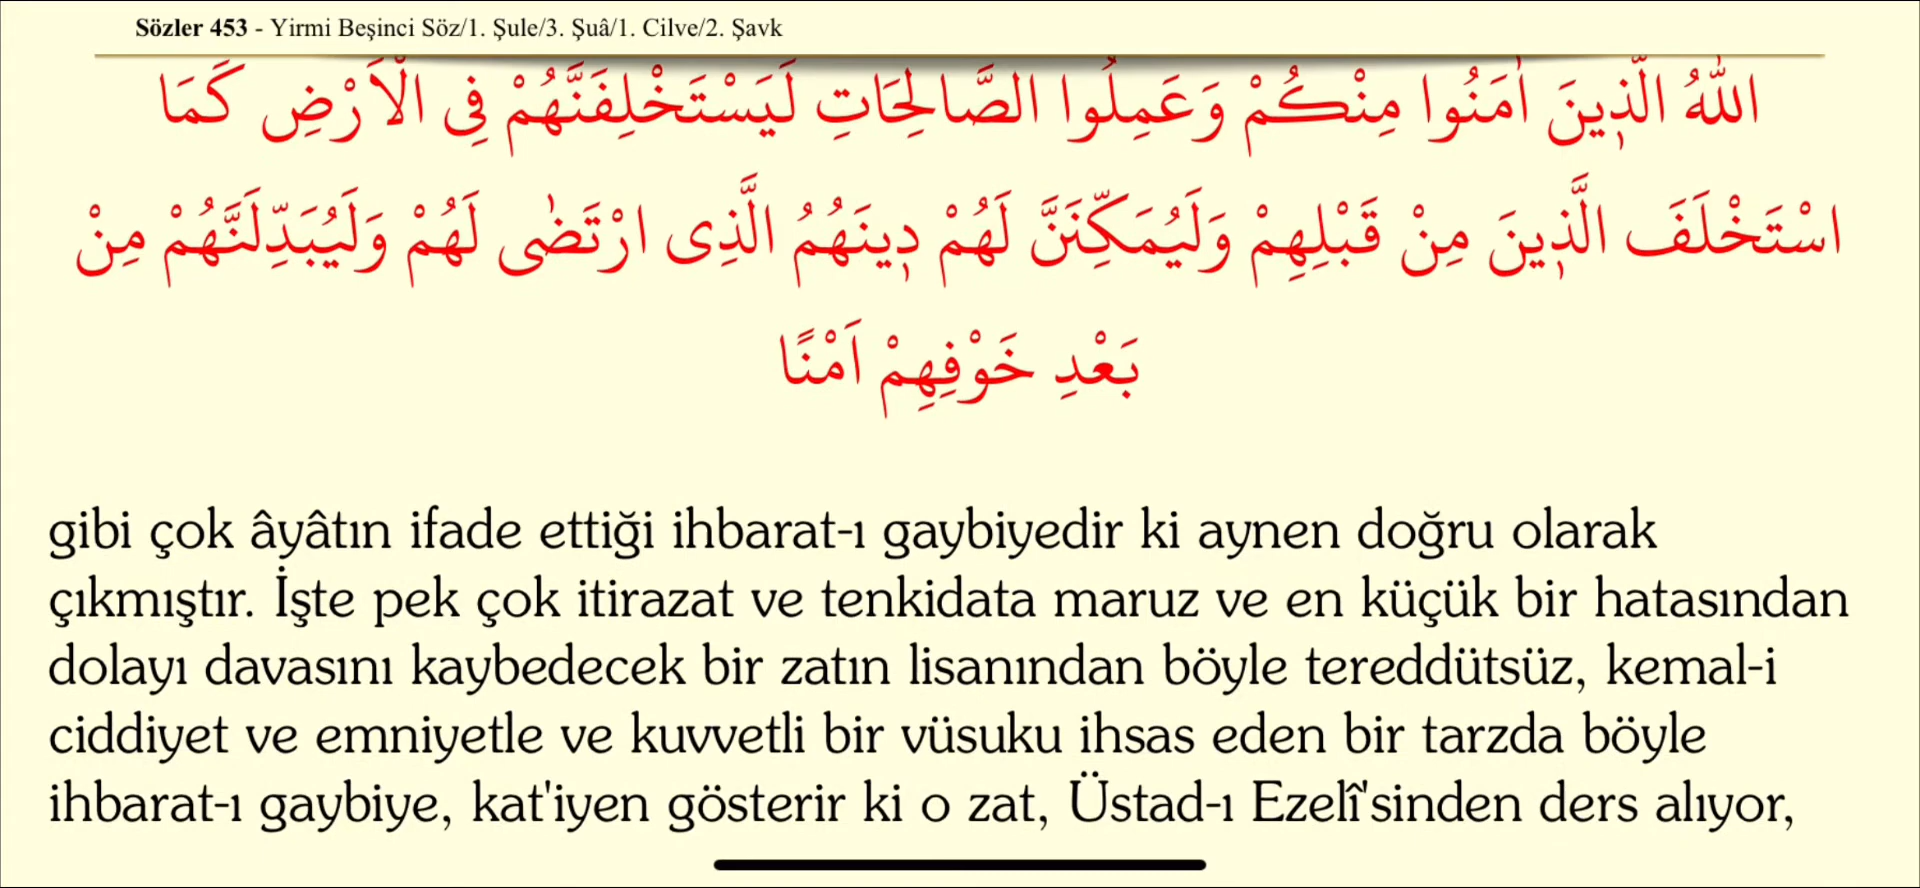 Sözler 453 - Yirmi Beşinci Söz/1. Şule/3. Şuâ/1. Cilve/2. Şavk
اللّٰهُ الَّذٖينَ اٰمَنُوا مِنْكُمْ وَعَمِلُوا الصَّالِحَاتِ لَيَسْتَخْلِفَنَّهُمْ فِى الْاَرْضِ كَمَا
اسْتَخْلَفَ الَّذٖينَ مِنْ قَبْلِهِمْ وَلَيُمَكِّنَنَّ لَهُمْ دٖينَهُمُ الَّذِى ارْتَضٰى لَهُمْ وَلَيُبَدِّلَنَّهُمْ مِنْ
بَعْدِ خَوْفِهِمْ اَمْنًا
gibi çok âyâtın ifade ettiği ihbarat-ı gaybiyedir ki aynen doğru olarak
çıkmıştır. İşte pek çok itirazat ve tenkidata maruz ve en küçük bir hatasından
dolayı davasını kaybedecek bir zatın lisanından böyle tereddütsüz, kemal-i
ciddiyet ve emniyetle ve kuvvetli bir vüsuku ihsas eden bir tarzda böyle
ihbarat-ı gaybiye, kat'iyen gösterir ki o zat, Üstad-ı Ezelî'sinden ders alıyor,